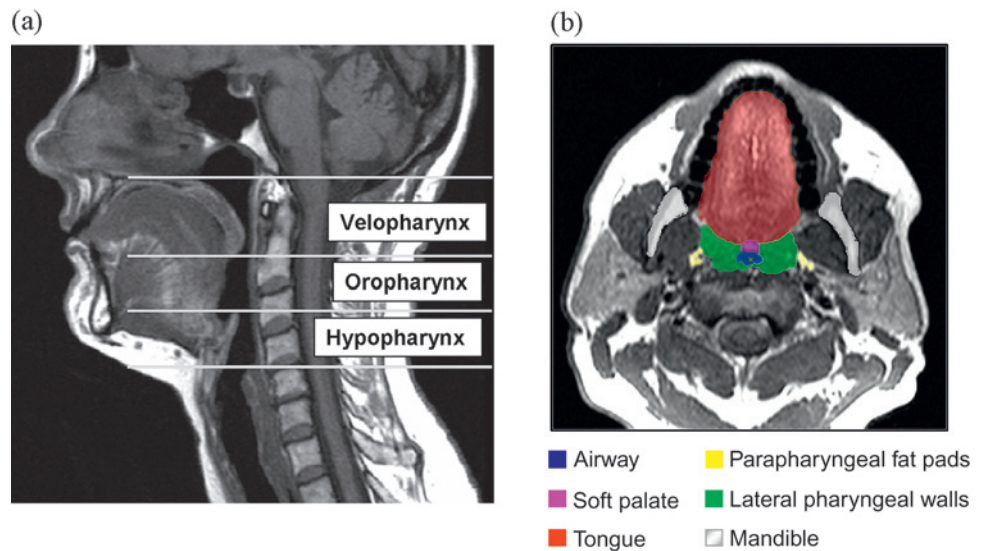 (a)
Velopharynx
Oropharynx
Hypopharynx
(b)
Airway
Parapharyngeal fat pads
Soft palate
Lateral pharyngeal walls
Tongue
Mandible